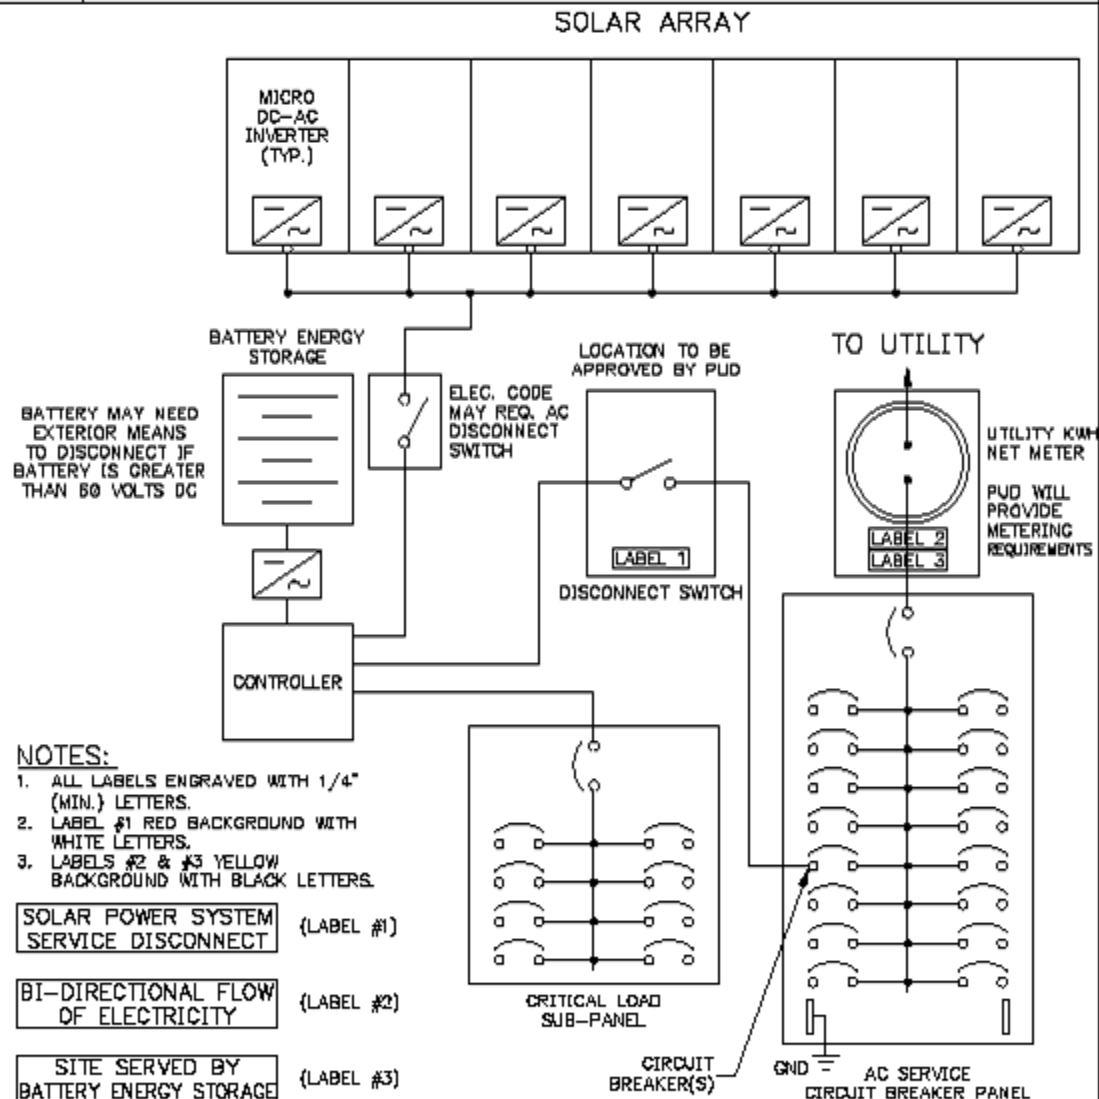 SOLAR ARRAY
MICRO
DC-AC
INVERTER
(TYP.)
BATTERY ENERGY
STORAGE
BATTERY MAY NEED
EXTERIOR MEANS
TO DISCONNECT IF
BATTERY IS GREATER
THAN 60 VOLTS DC
ELEC. CODE
MAY REQ. AC
DISCONNECT
SWITCH
LOCATION TO BE
APPROVED BY PUD
LABEL 1
DISCONNECT SWITCH
TO UTILITY
UTILITY KWH
NET METER
PUD WILL
PROVIDE
METERING
REQUIREMENTS
LABEL 2
LABEL 3
CONTROLLER
NOTES:
1. ALL LABELS ENGRAVED WITH 1/4"
(MIN.) LETTERS.
2. LABEL #1 RED BACKGROUND WITH
WHITE LETTERS.
3. LABELS #2 & #3 YELLOW
BACKGROUND WITH BLACK LETTERS.
SOLAR POWER SYSTEM
SERVICE DISCONNECT
(LABEL #1)
BI-DIRECTIONAL FLOW
OF ELECTRICITY
(LABEL #2)
SITE SERVED BY
BATTERY ENERGY STORAGE
(LABEL #3)
CRITICAL LOAD
SUB-PANEL
CIRCUIT
BREAKER(S)
GND
AC SERVICE
CIRCUIT BREAKER PANEL